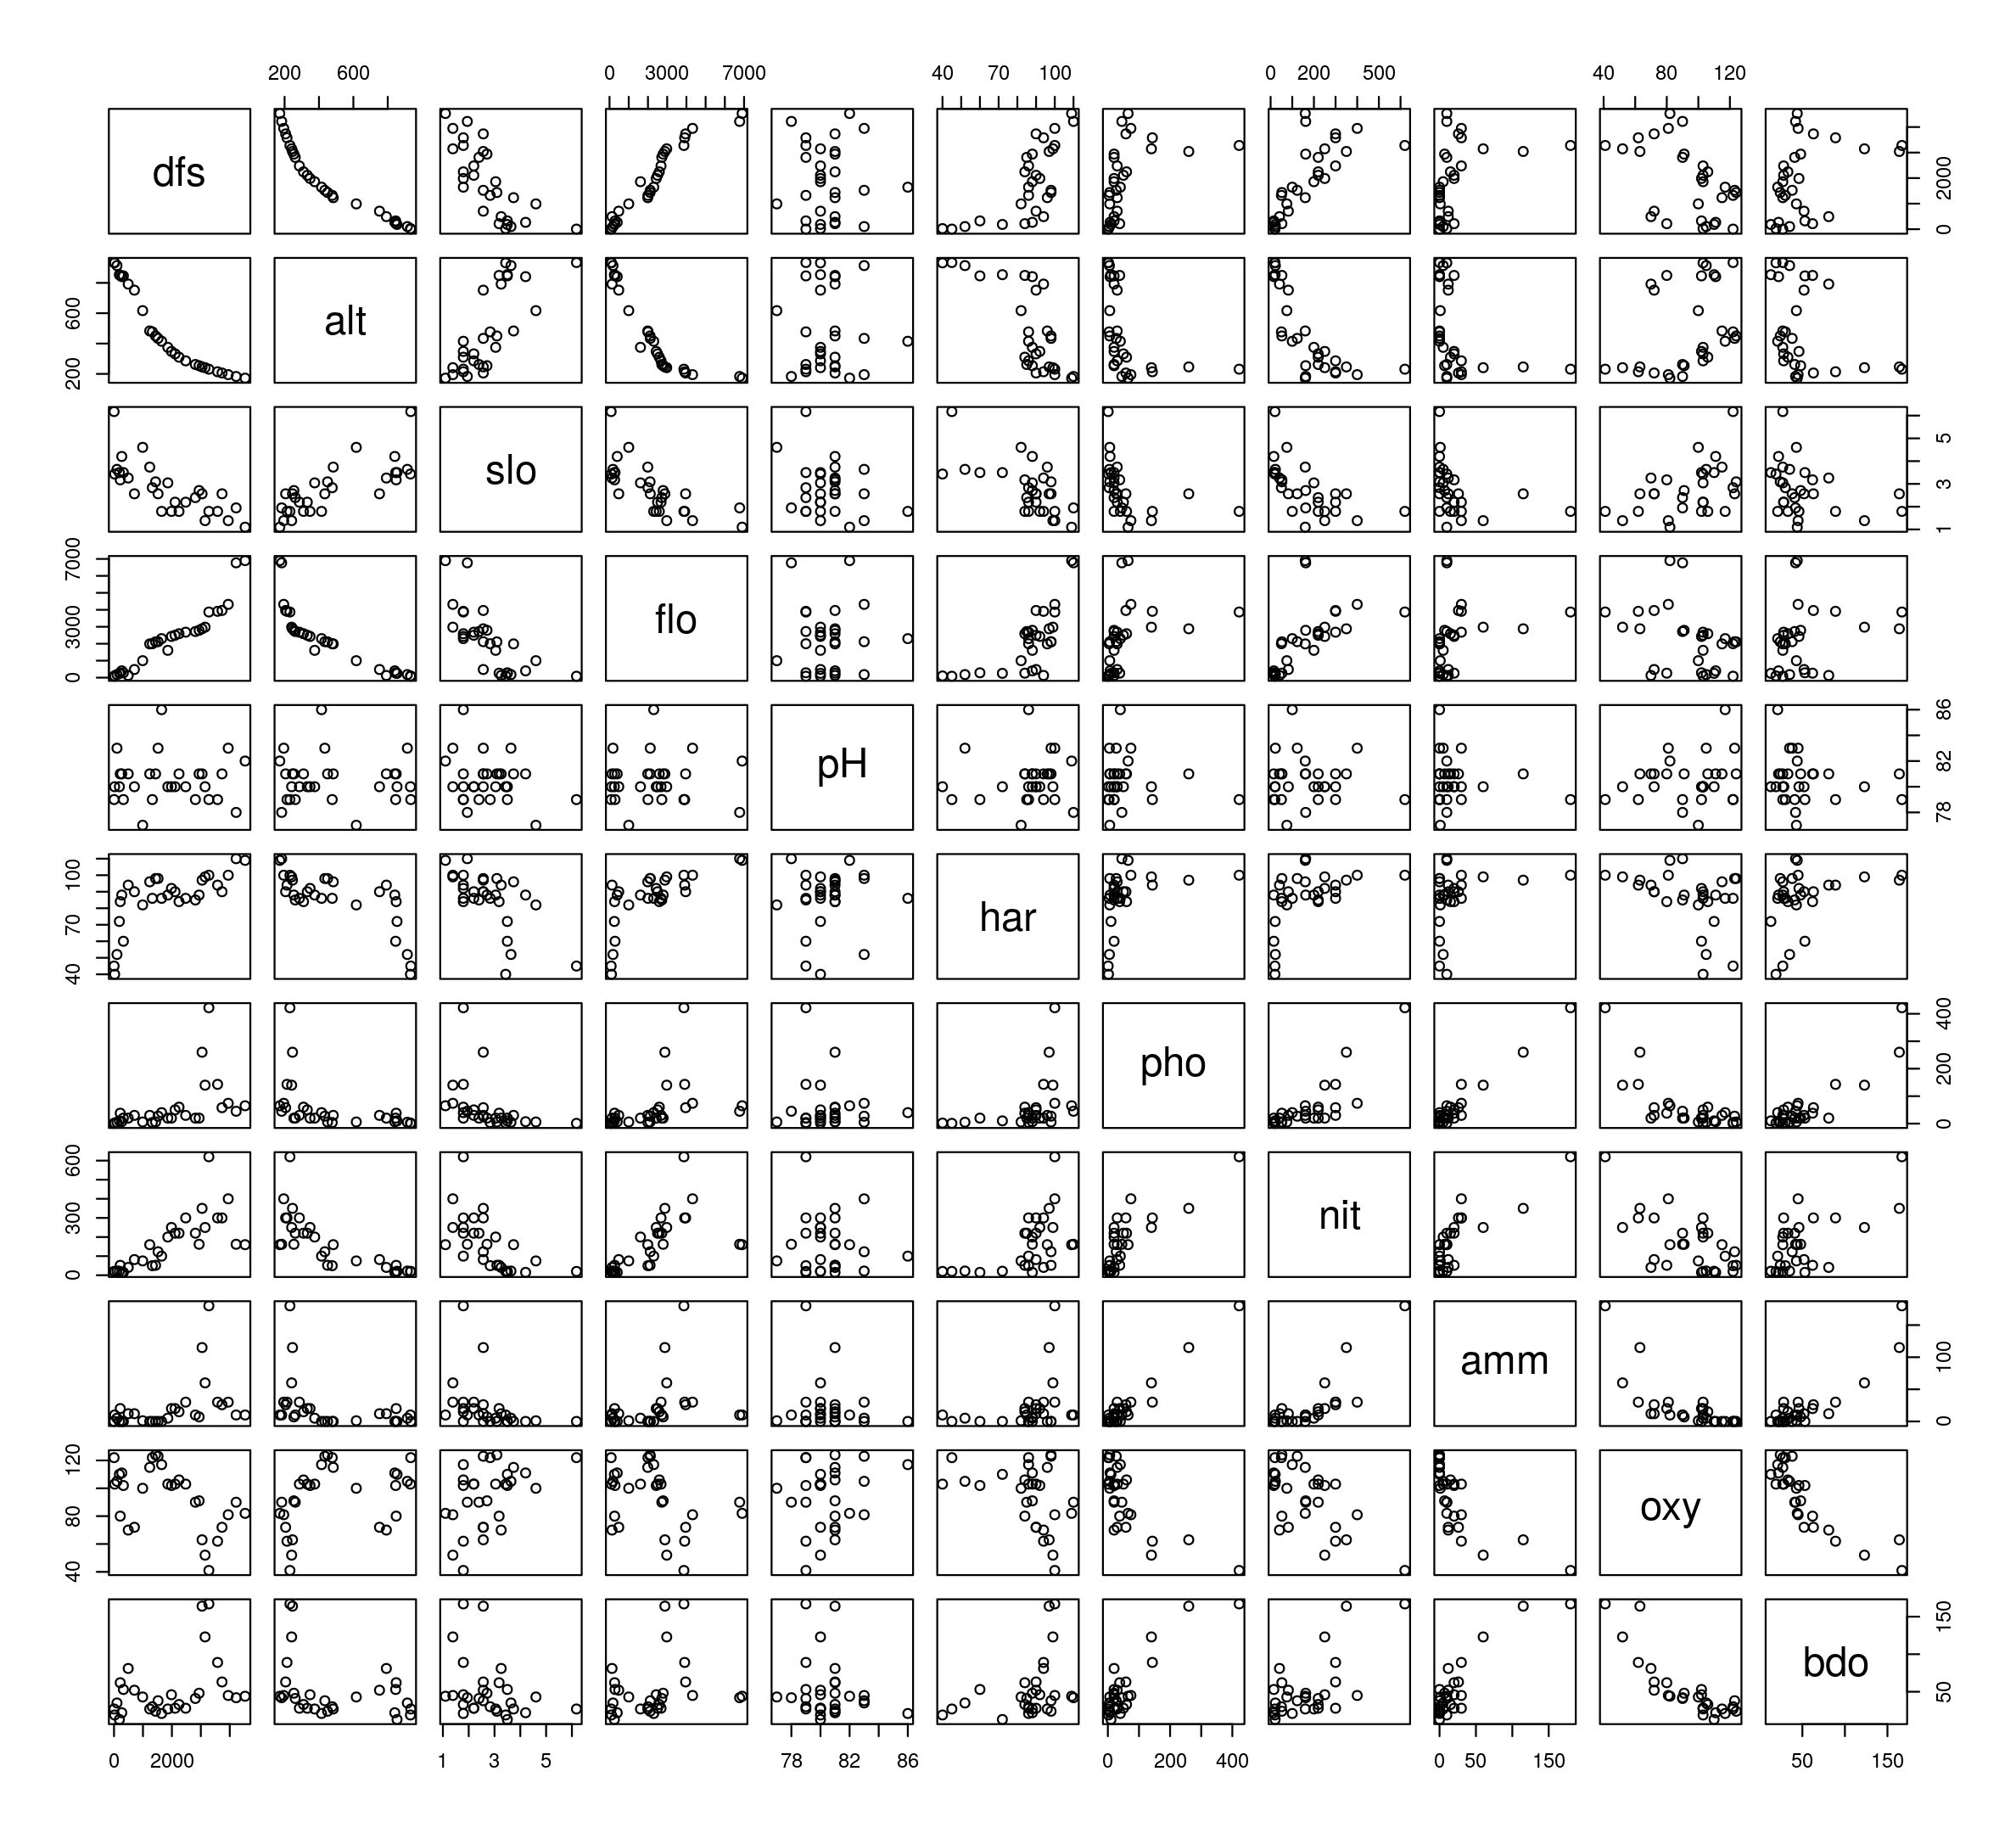 200 600 0 3000 7000 40 70 100 0 200 500 40 80 120
dfs
0 2000
alt
200 600
slo
1 3 5
flo
0 3000 7000
pH
78 82 86
har
40 70 100
pho
0 200 400
nit
0 300 600
amm
0 100
oxy
40 80 120
bdo
50 150
0 2000 1 3 5 78 82 86 0 200 400 0 50 150 50 150